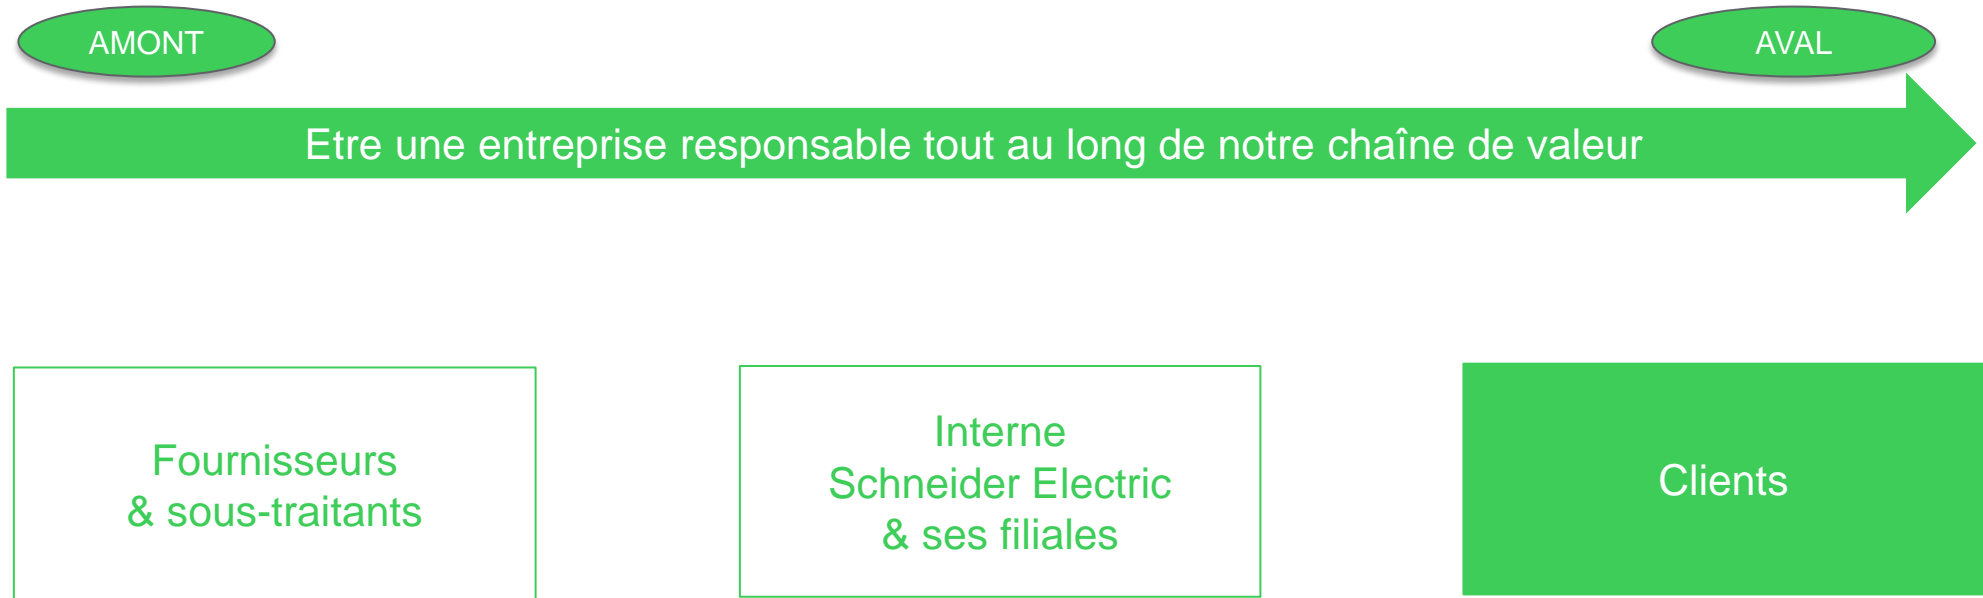 AMONT
AVAL
Etre une entreprise responsable tout au long de notre chaîne de valeur
Fournisseurs
& sous-traitants
Interne
Schneider Electric
& ses filiales
Clients